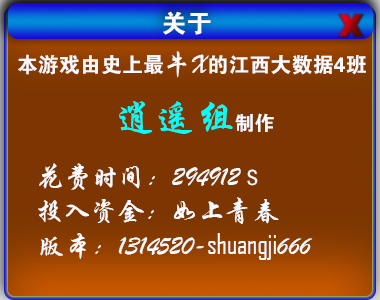 关于
本游戏由史上最牛X的江西大数据4班
逍遥组制作
花费时间：294912 s
投入资金：如上青春
版本：1314520-shuangji666